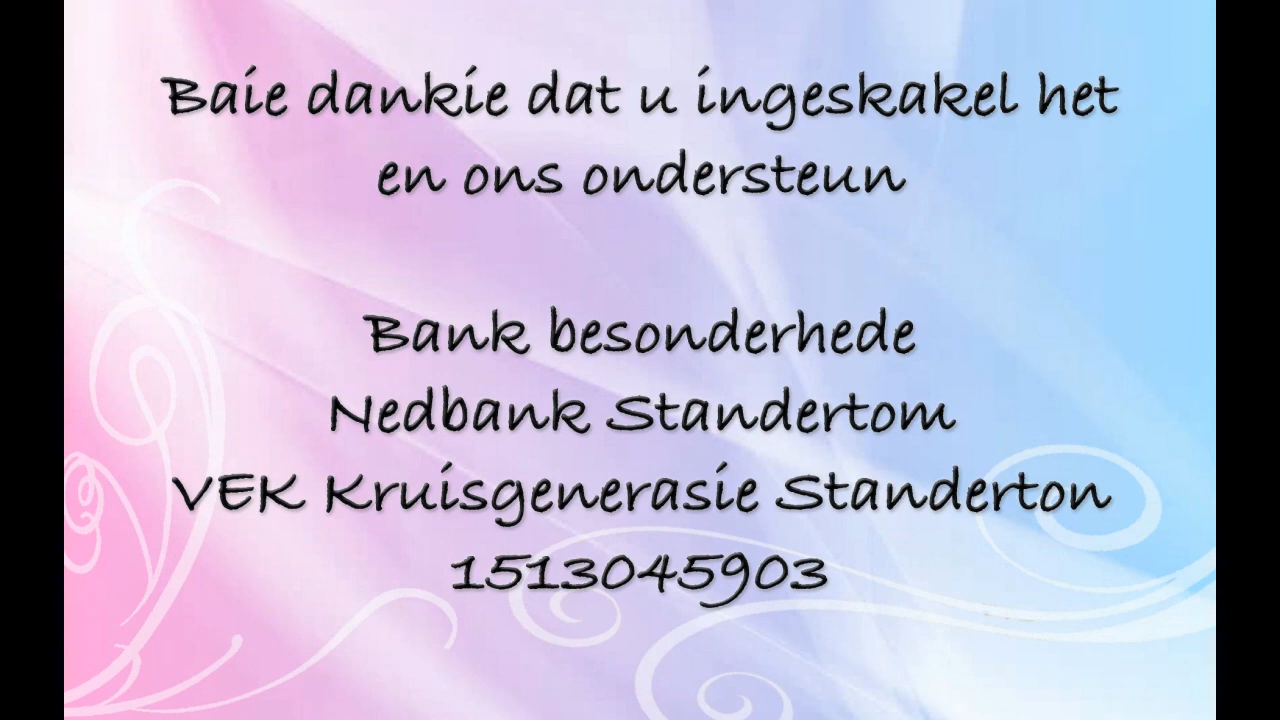 Baie dankie dat u ingeskakel het
en ons ondersteun
Bank besonderhede
Nedbank Standertom
VEK Kruisgenerasie Standerton
1513045903